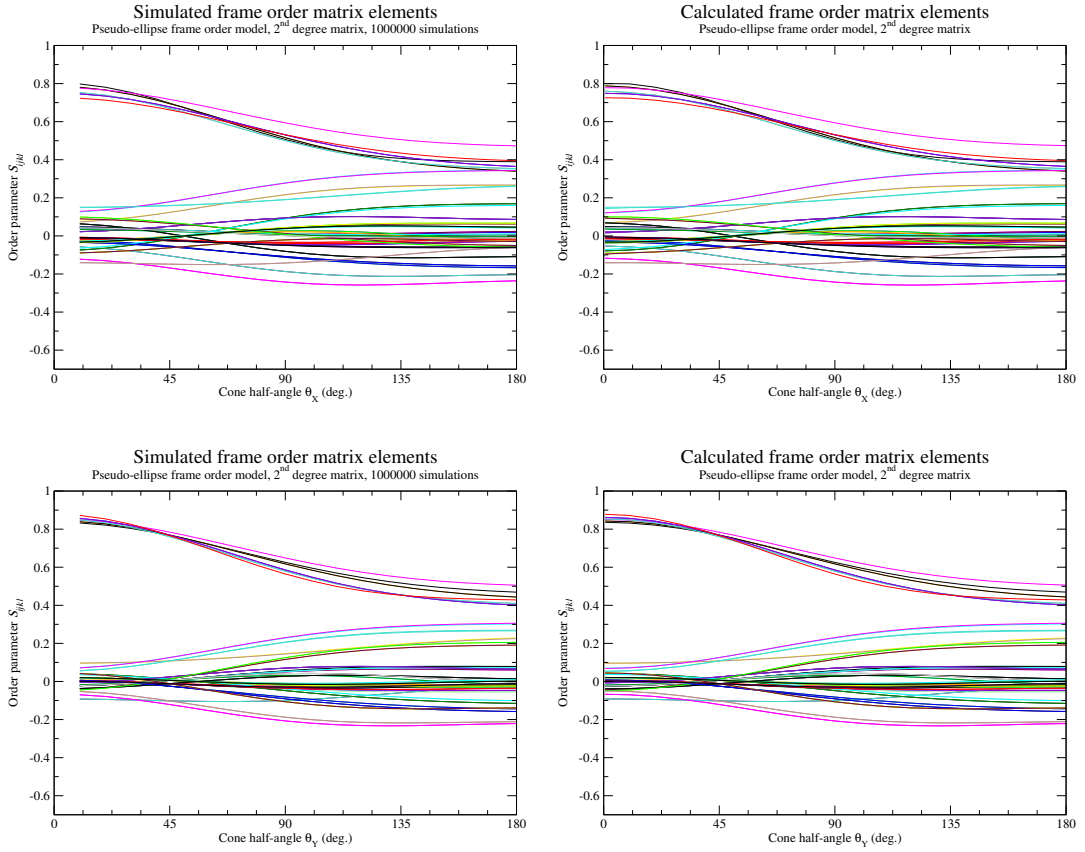 Simulated frame order matrix elements
Pseudo-ellipse frame order model, 2nd degree matrix, 1000000 simulations
1
0.8
0.6
0.4
0.2
0
-0.2
-0.4
-0.6
Order parameter Sijkl
0 45 90 135 180
Cone half-angle θX (deg.)
Calculated frame order matrix elements
Pseudo-ellipse frame order model, 2nd degree matrix
1
0.8
0.6
0.4
0.2
0
-0.2
-0.4
-0.6
Order parameter Sijkl
0 45 90 135 180
Cone half-angle θX (deg.)
Simulated frame order matrix elements
Pseudo-ellipse frame order model, 2nd degree matrix, 1000000 simulations
1
0.8
0.6
0.4
0.2
0
-0.2
-0.4
-0.6
Order parameter Sijkl
0 45 90 135 180
Cone half-angle θY (deg.)
Calculated frame order matrix elements
Pseudo-ellipse frame order model, 2nd degree matrix
1
0.8
0.6
0.4
0.2
0
-0.2
-0.4
-0.6
Order parameter Sijkl
0 45 90 135 180
Cone half-angle θY (deg.)